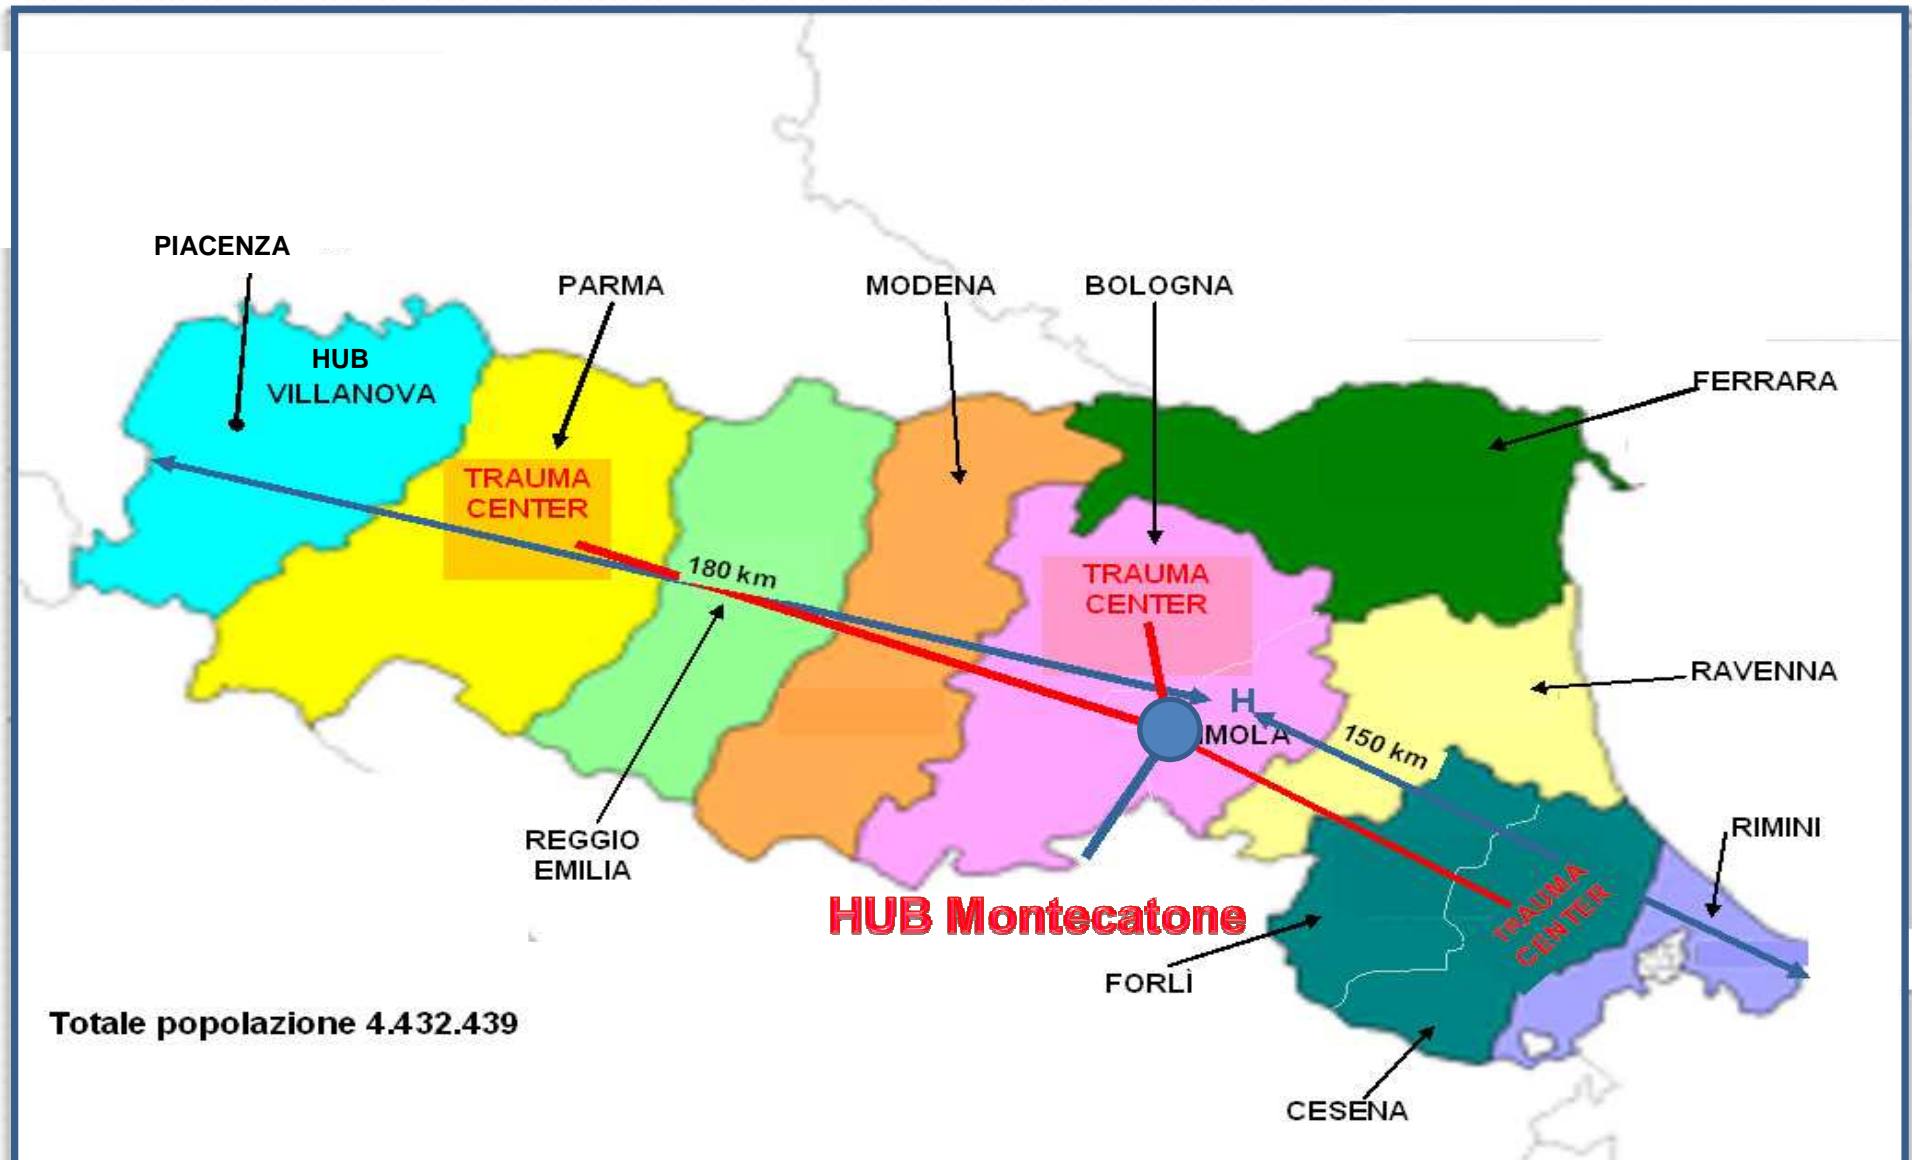 PIACENZA
PARMA
MODENA
BOLOGNA
HUB
VILLANOVA
FERRARA
TRAUMA
CENTER
180 km
TRAUMA
CENTER
RAVENNA
H
IMOLA
150 km
REGGIO
EMILIA
RIMINI
TRAUMA
CENTER
HUB Montecatone
FORLÌ
Totale popolazione 4.432.439
CESENA